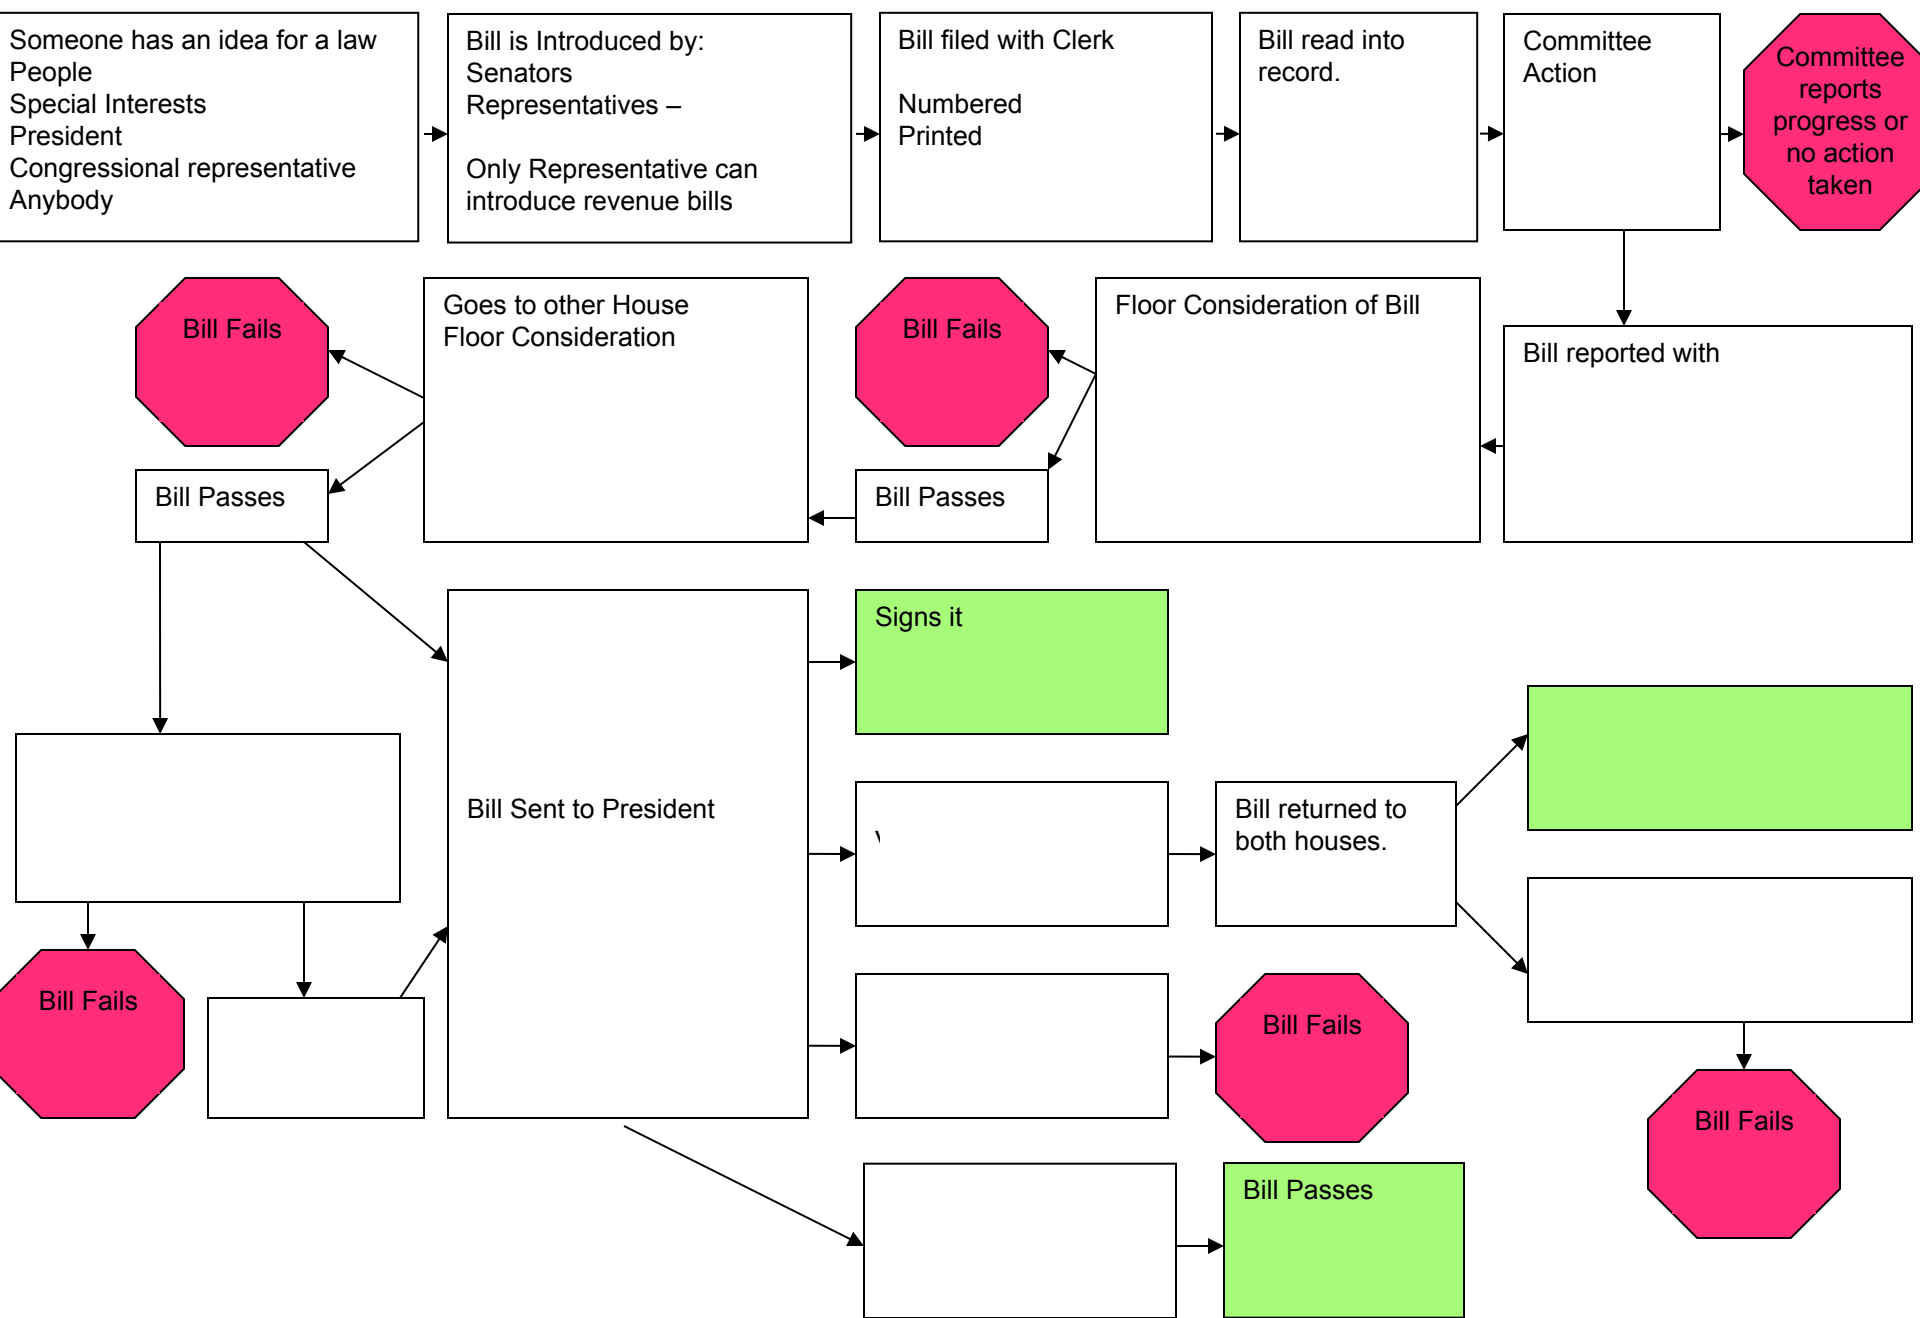 Someone has an idea for a law
People
Special Interests
President
Congressional representative
Anybody
Bill is Introduced by:
Senators
Representatives –
Only Representative can
introduce revenue bills
Bill filed with Clerk
Numbered
Printed
Bill read into
record.
Committee
Action
Committee
reports
progress or
no action
taken
Bill Fails
Goes to other House
Floor Consideration
Bill Fails
Floor Consideration of Bill
Bill reported with
Bill Passes
Bill Passes
Signs it
Bill Sent to President
Bill returned to
both houses.
Bill Fails
Bill Fails
Bill Fails
Bill Passes